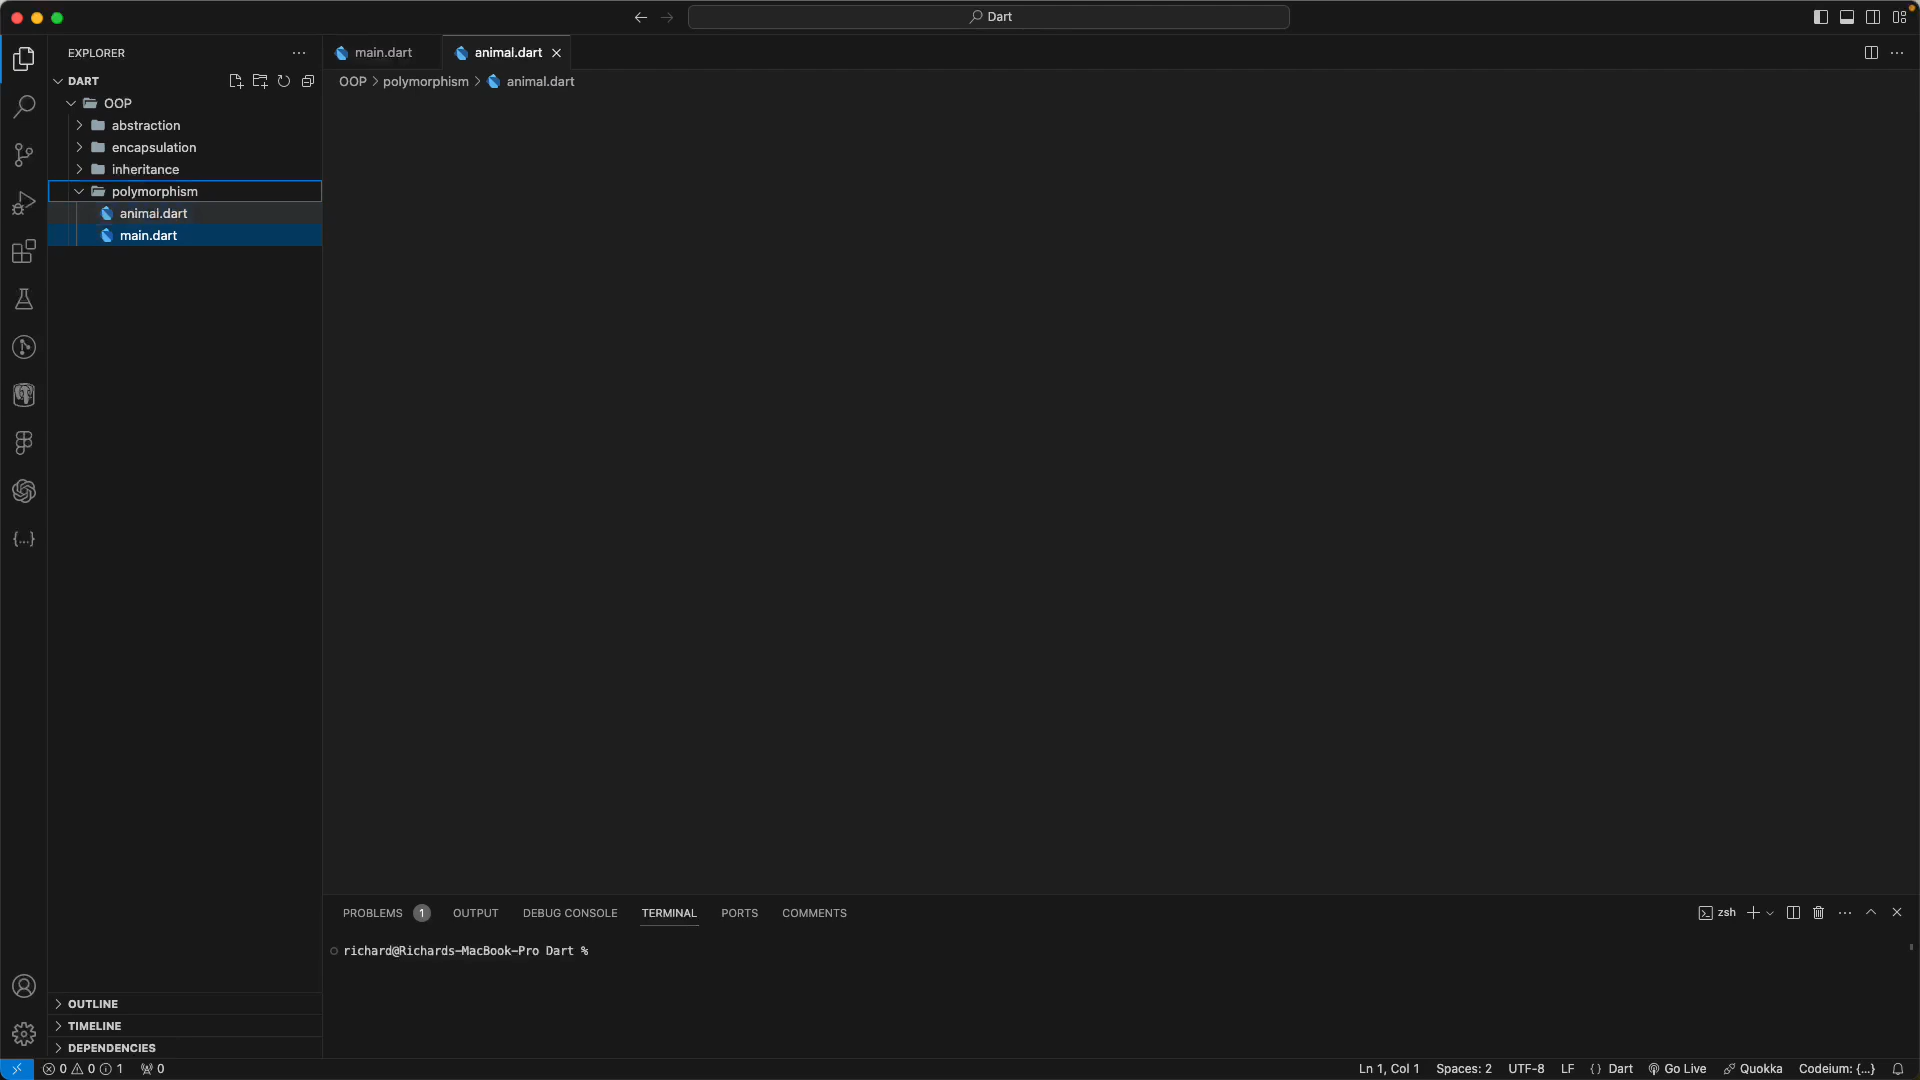 Dart
EXPLORER
main.dart
animal.dart
DART
OOP > polymorphism > animal.dart
OOP
abstraction
encapsulation
inheritance
polymorphism
animal.dart
main.dart
PROBLEMS 1 OUTPUT DEBUG CONSOLE TERMINAL PORTS COMMENTS
zsh
richard@Richards-MacBook-Pro Dart %
OUTLINE
TIMELINE
DEPENDENCIES
0 0 1 0
Ln 1, Col 1 Spaces: 2 UTF-8 LF { } Dart Go Live Quokka Codeium: {...}